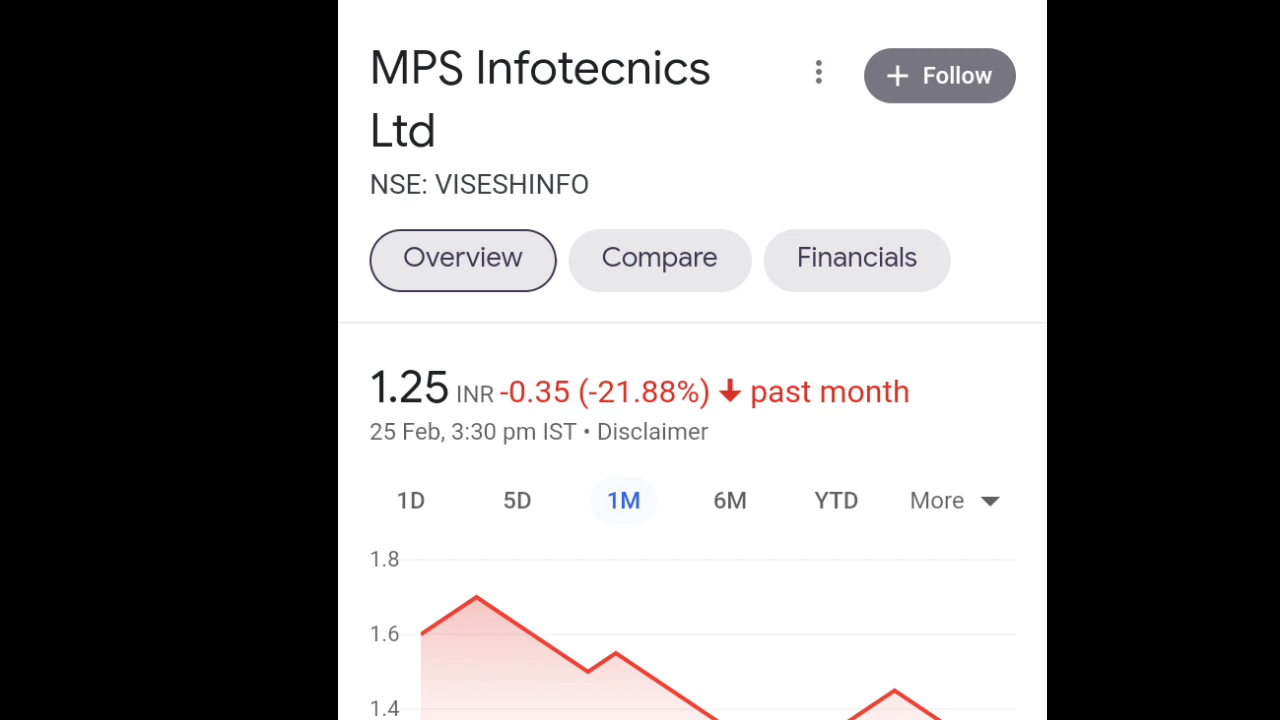 MPS Infotecnics
Ltd
+ Follow
NSE: VISESHINFO
Overview
Compare
Financials
1.25 INR -0.35 (-21.88%) ↓ past month
25 Feb, 3:30 pm IST • Disclaimer
1D 5D 1M 6M YTD More
1.8
1.6
1.4